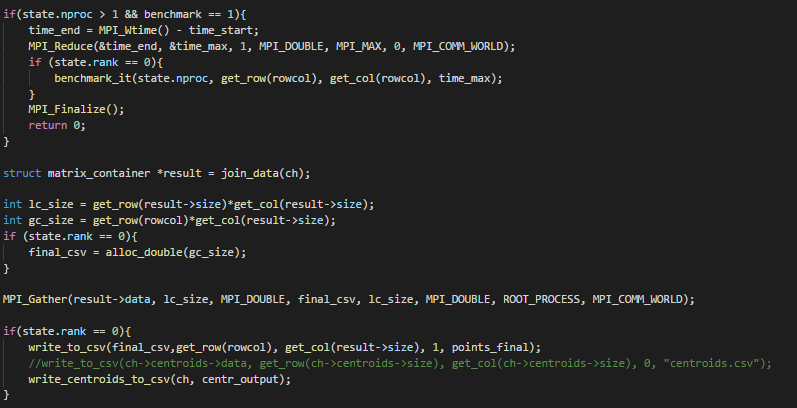 if(state.nproc > 1 && benchmark == 1){
    time_end = MPI_Wtime() - time_start;
    MPI_Reduce(&time_end, &time_max, 1, MPI_DOUBLE, MPI_MAX, 0, MPI_COMM_WORLD);
    if (state.rank == 0){
        benchmark_it(state.nproc, get_row(rowcol), get_col(rowcol), time_max);
    }
    MPI_Finalize();
    return 0;
}

struct matrix_container *result = join_data(ch);

int lc_size = get_row(result->size)*get_col(result->size);
int gc_size = get_row(rowcol)*get_col(result->size);
if (state.rank == 0){
    final_csv = alloc_double(gc_size);
}

MPI_Gather(result->data, lc_size, MPI_DOUBLE, final_csv, lc_size, MPI_DOUBLE, ROOT_PROCESS, MPI_COMM_WORLD);

if(state.rank == 0){
    write_to_csv(final_csv,get_row(rowcol), get_col(result->size), 1, points_final);
    //write_to_csv(ch->centroids->data, get_row(ch->centroids->size), get_col(ch->centroids->size), 0, "centroids.csv");
    write_centroids_to_csv(ch, centr_output);
}